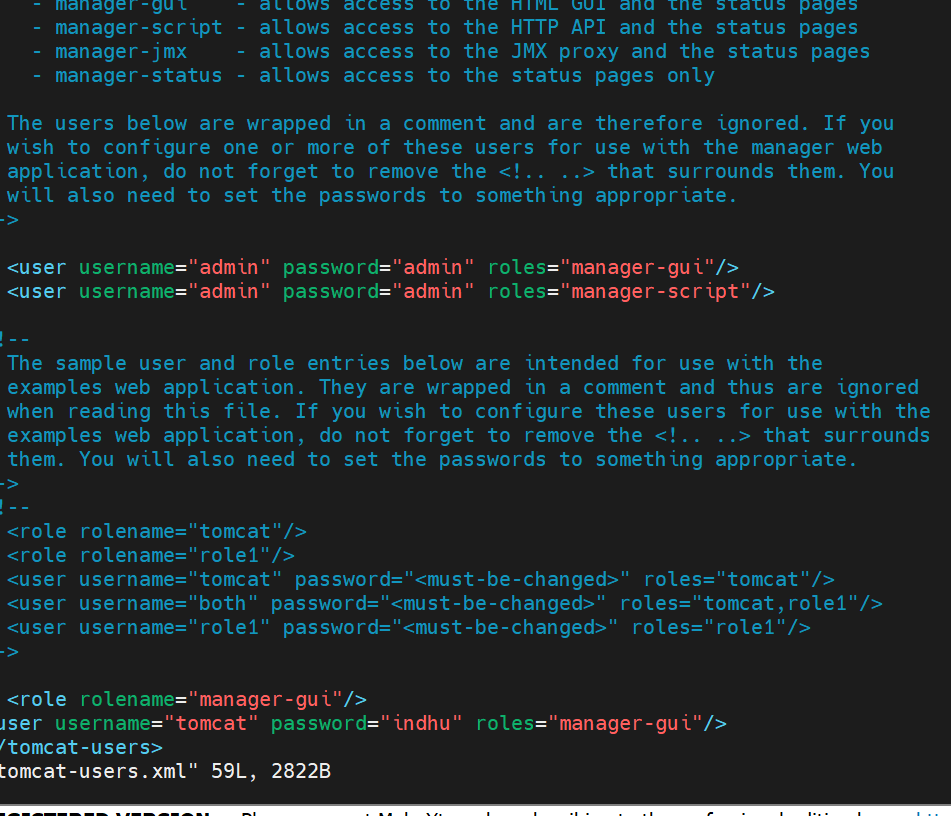 - manager-gui - allows access to the HTML GUI and the status pages
- manager-script - allows access to the HTTP API and the status pages
- manager-jmx - allows access to the JMX proxy and the status pages
- manager-status - allows access to the status pages only
The users below are wrapped in a comment and are therefore ignored. If you
wish to configure one or more of these users for use with the manager web
application, do not forget to remove the <!.. ..> that surrounds them. You
will also need to set the passwords to something appropriate.
->
<user username="admin" password="admin" roles="manager-gui"/>
<user username="admin" password="admin" roles="manager-script"/>
!--
The sample user and role entries below are intended for use with the
examples web application. They are wrapped in a comment and thus are ignored
when reading this file. If you wish to configure these users for use with the
examples web application, do not forget to remove the <!.. ..> that surrounds
them. You will also need to set the passwords to something appropriate.
->
!--
<role rolename="tomcat"/>
<role rolename="role1"/>
<user username="tomcat" password="<must-be-changed>" roles="tomcat"/>
<user username="both" password="<must-be-changed>" roles="tomcat,role1"/>
<user username="role1" password="<must-be-changed>" roles="role1"/>
->
<role rolename="manager-gui"/>
user username="tomcat" password="indhu" roles="manager-gui"/>
/tomcat-users>
tomcat-users.xml" 59L, 2822B